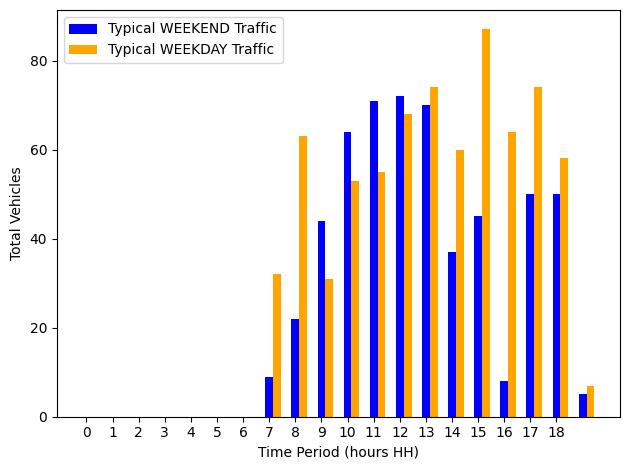 Typical WEEKEND Traffic
Typical WEEKDAY Traffic
Total Vehicles
80
60
40
20
0
0 1 2 3 4 5 6 7 8 9 10 11 12 13 14 15 16 17 18
Time Period (hours HH)